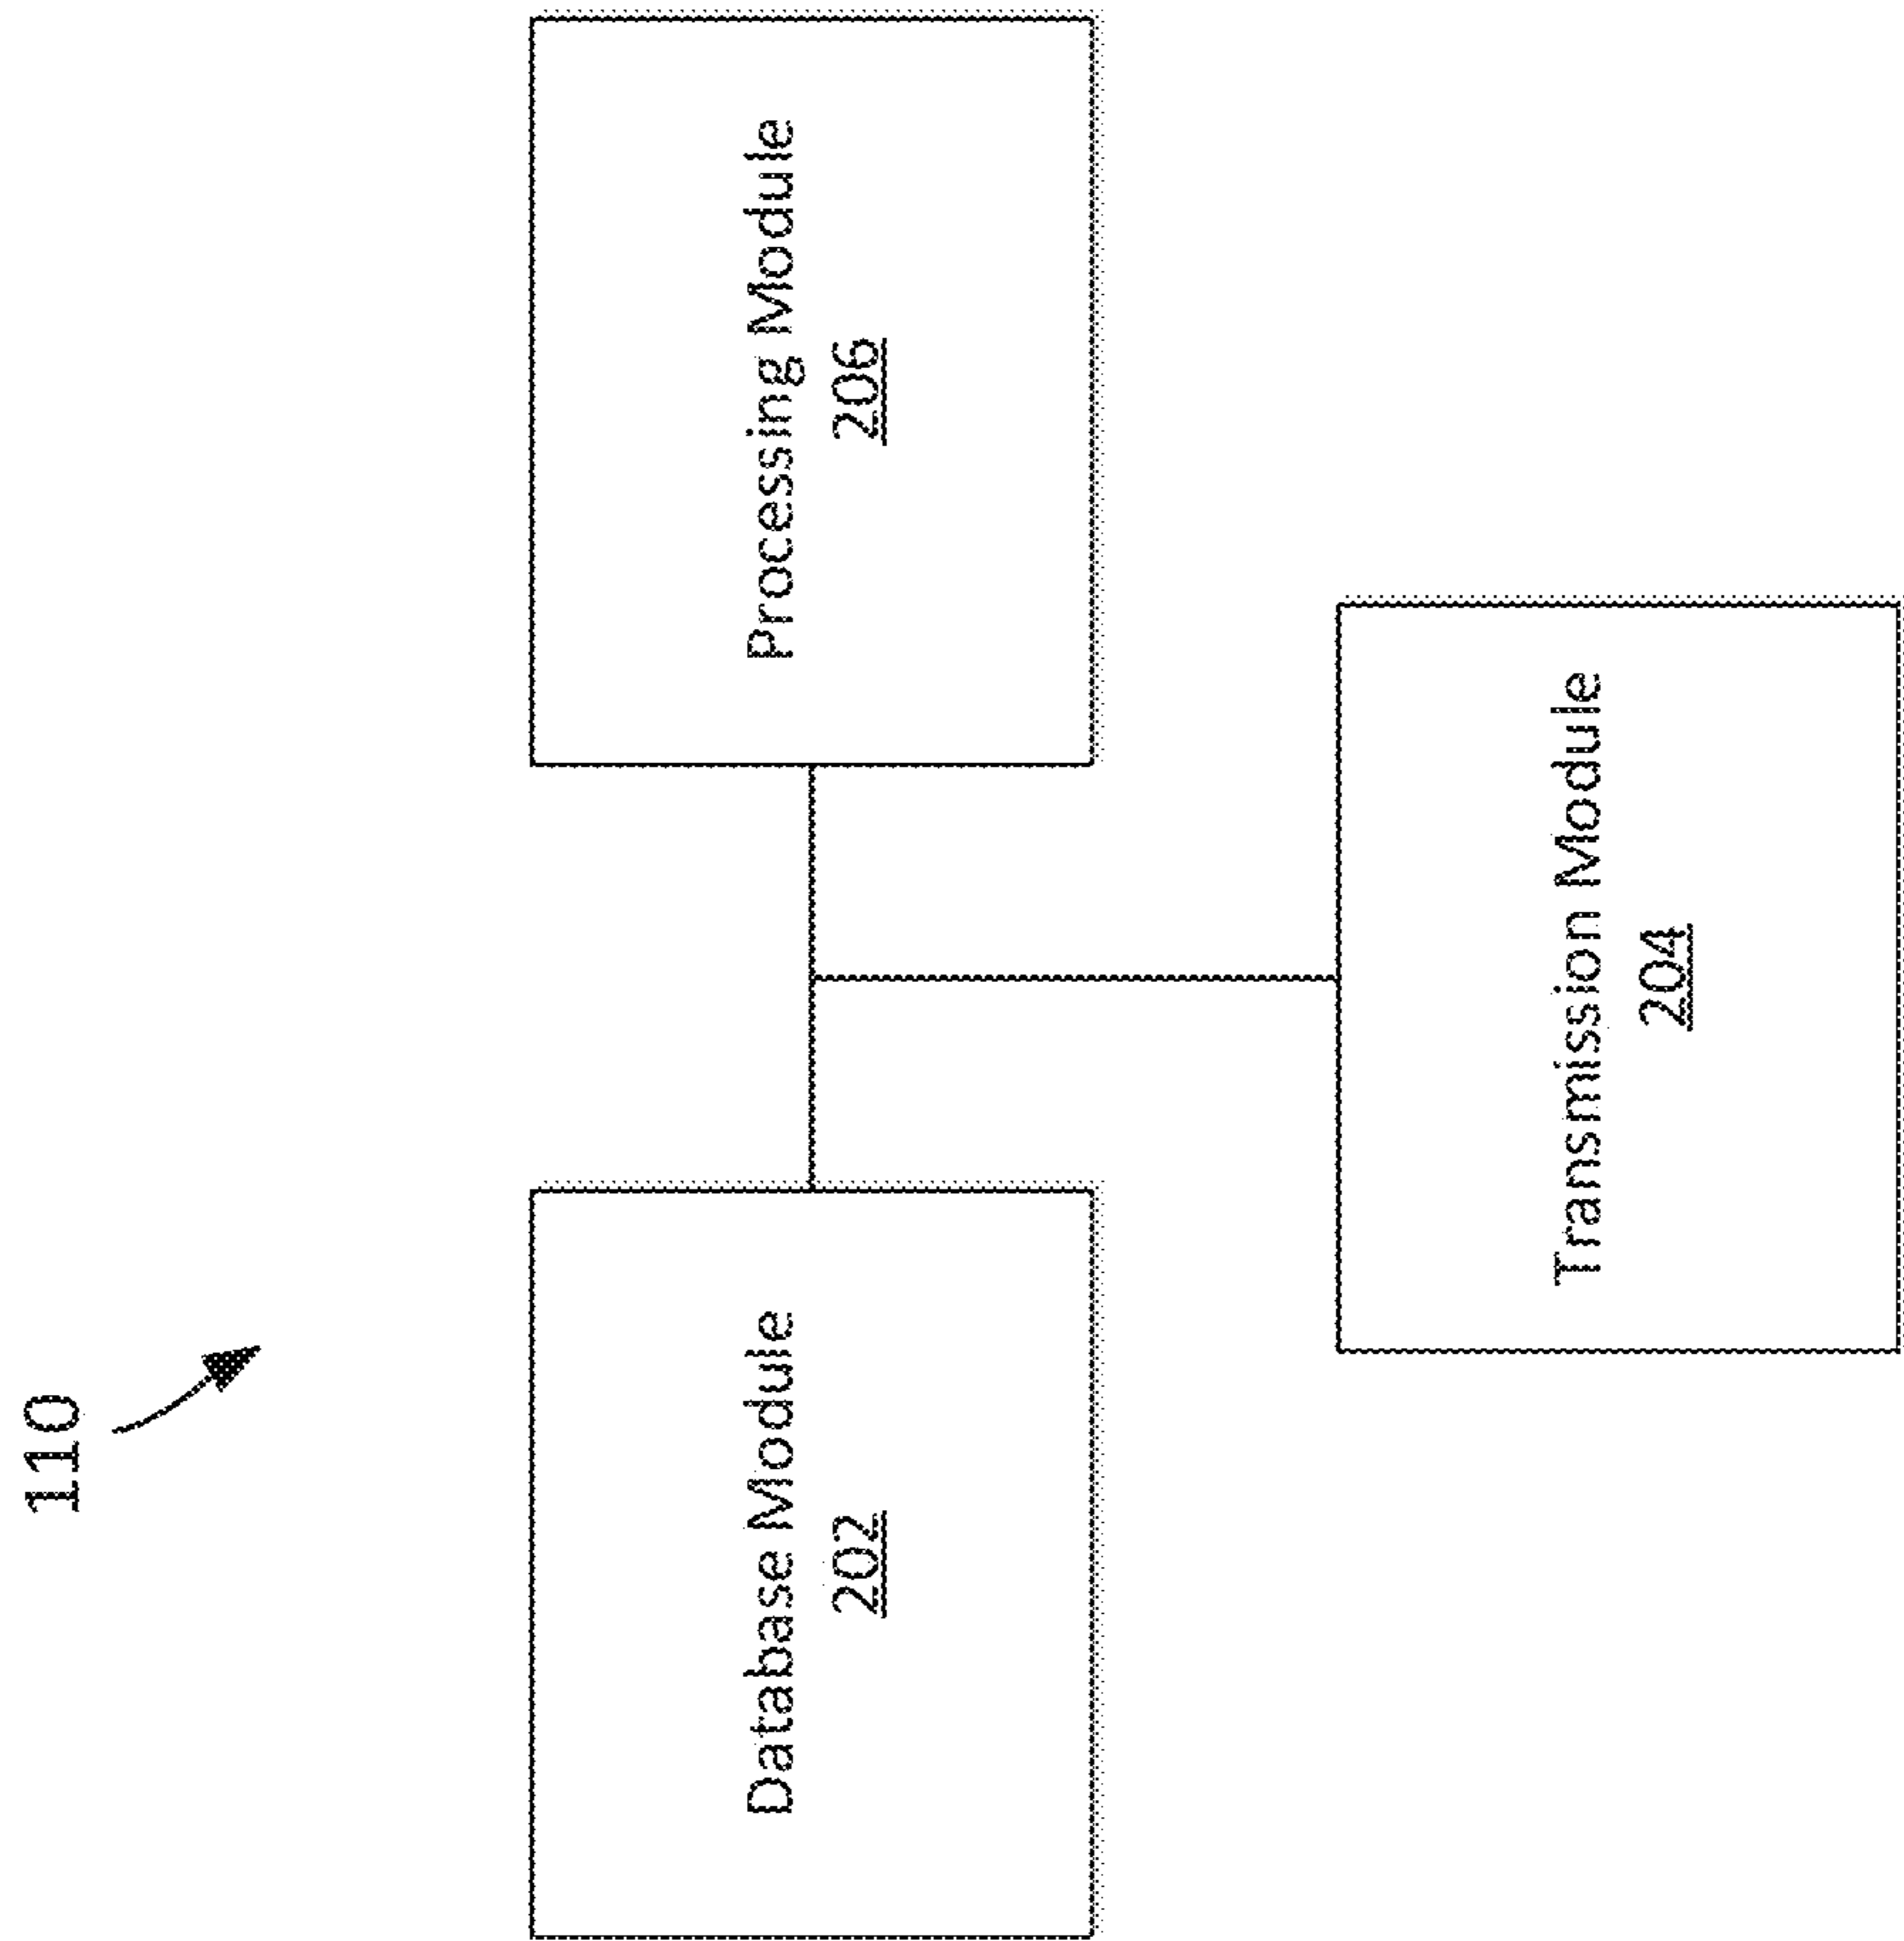 110
Database Module
202
Processing Module
206
Transmission Module
204